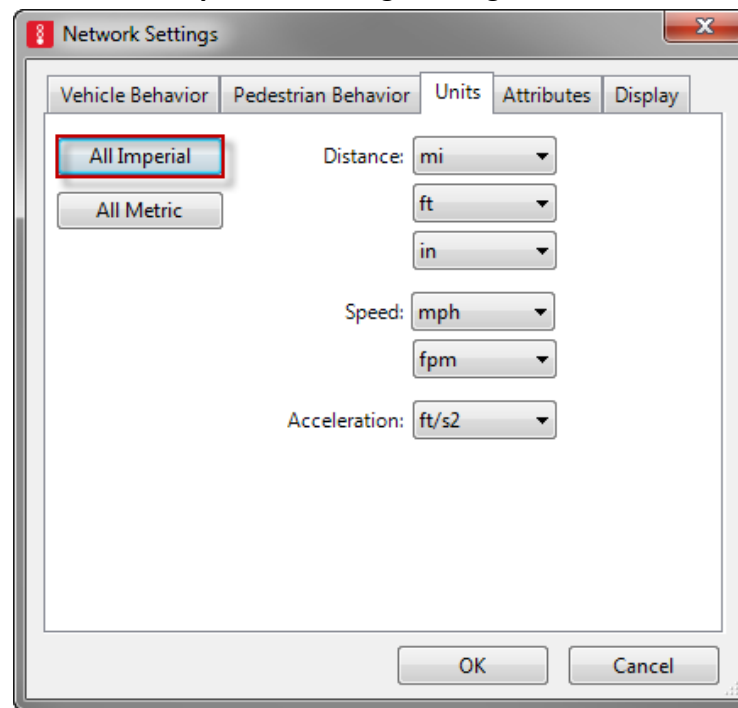 Network Settings
Vehicle Behavior Pedestrian Behavior Units Attributes Display
All Imperial Distance: mi
All Metric ft
in
Speed: mph
fpm
Acceleration: ft/s2
OK Cancel